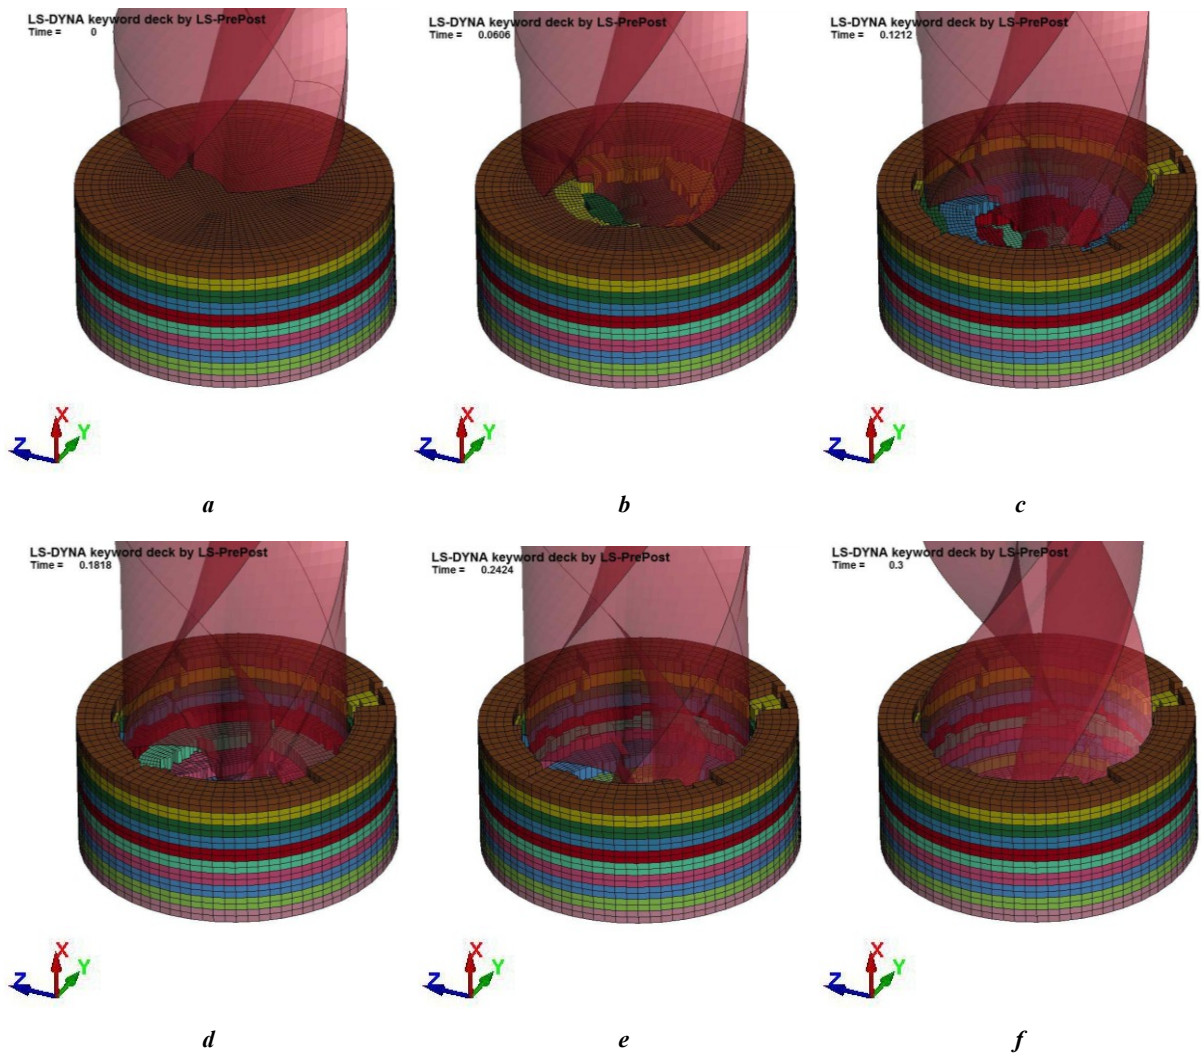 LS-DYNA keyword deck by LS-PrePost
Time = 0
LS-DYNA keyword deck by LS-PrePost
Time = 0.0606
LS-DYNA keyword deck by LS-PrePost
Time = 0.1212
X
Y
Z
X
Y
Z
X
Y
Z
a
b
c
LS-DYNA keyword deck by LS-PrePost
Time = 0.1818
LS-DYNA keyword deck by LS-PrePost
Time = 0.2424
LS-DYNA keyword deck by LS-PrePost
Time = 0.3
X
Y
Z
X
Y
Z
X
Y
Z
d
e
f